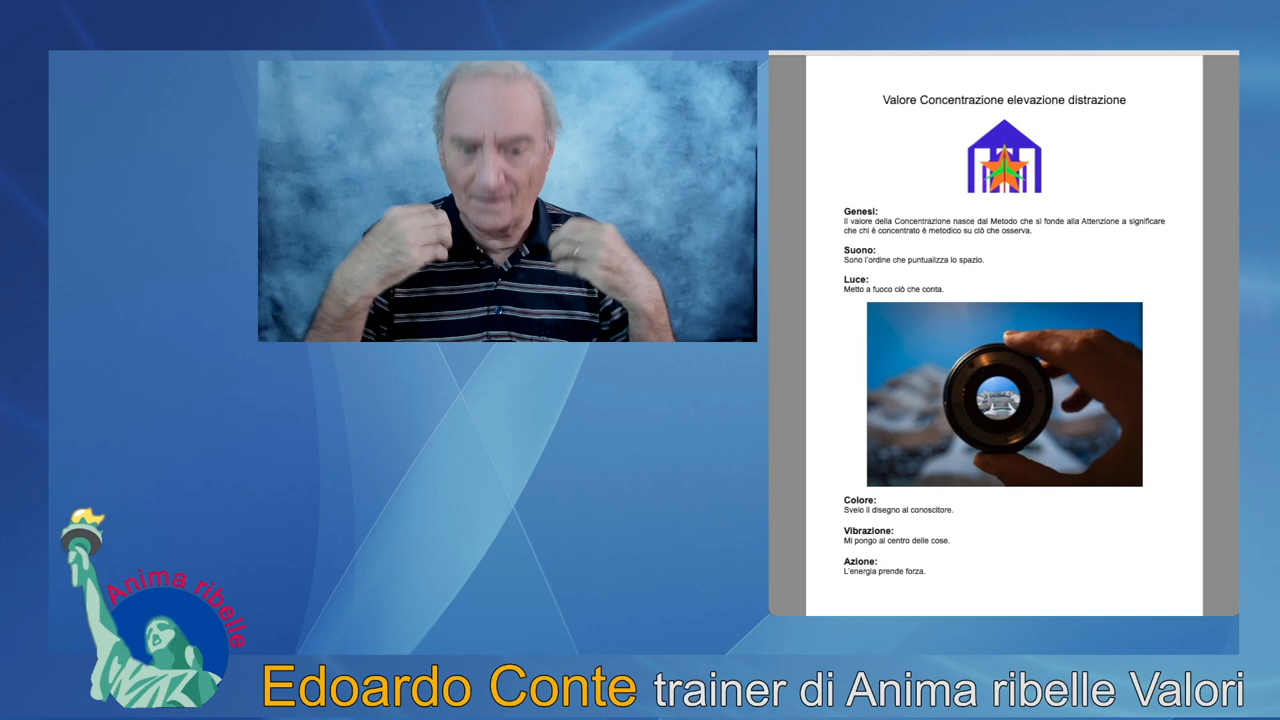 Valore Concentrazione elevazione distrazione
Genesi:
Il valore della Concentrazione nasce dal Metodo che si fonde alla Attenzione a significare
che chi è concentrato è metodico su ciò che osserva.
Suono:
Sono l'ordine che puntualizza lo spazio.
Luce:
Metto a fuoco ciò che conta.
Colore:
Svelo il disegno al conoscitore.
Vibrazione:
Mi pongo al centro delle cose.
Azione:
L'energia prende forza.
Anima ribelle
Edoardo Conte trainer di Anima ribelle Valori